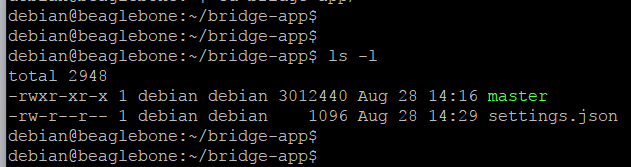 debian@beaglebone:~/bridge-app$
debian@beaglebone:~/bridge-app$
debian@beaglebone:~/bridge-app$ ls -l
total 2948
-rwxr-xr-x 1 debian debian 3012440 Aug 28 14:16 master
-rw-r--r-- 1 debian debian    1096 Aug 28 14:29 settings.json
debian@beaglebone:~/bridge-app$
debian@beaglebone:~/bridge-app$